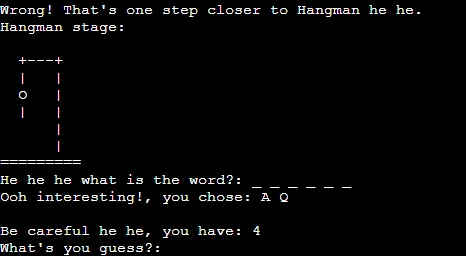 Wrong! That's one step closer to Hangman he he.
Hangman stage:
  +---+
  |   |
  O   |
  |   |
      |
      |
=========
He he he what is the word?: _ _ _ _ _ _
Ooh interesting!, you chose: A Q
Be careful he he, you have: 4
What's you guess?: